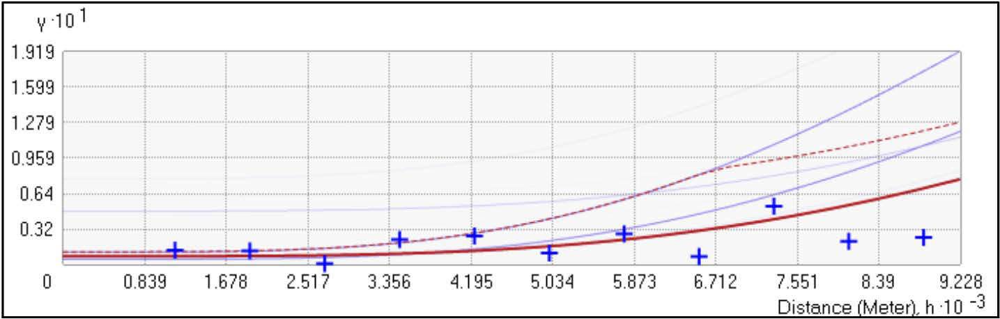 γ ·10 1
1.919
1.599
1.279
0.959
0.64
0.32
0 0.839 1.678 2.517 3.356 4.195 5.034 5.873 6.712 7.551 8.39 9.228
Distance (Meter), h ·10 -3